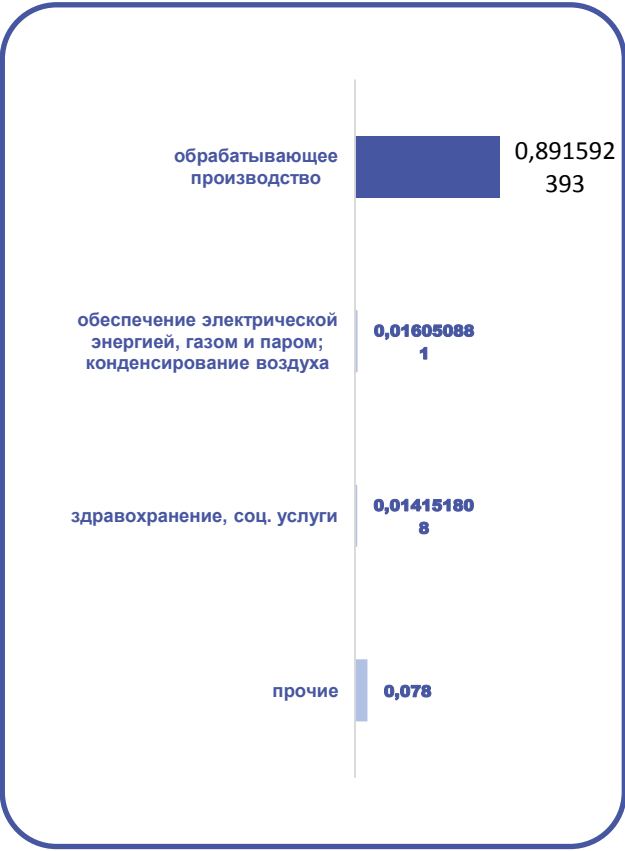 обрабатывающее
производство
0,891592
393
обеспечение электрической
энергией, газом и паром;
конденсирование воздуха
0,01605088
1
здравохранение, соц. услуги
0,01415180
8
прочие
0,078